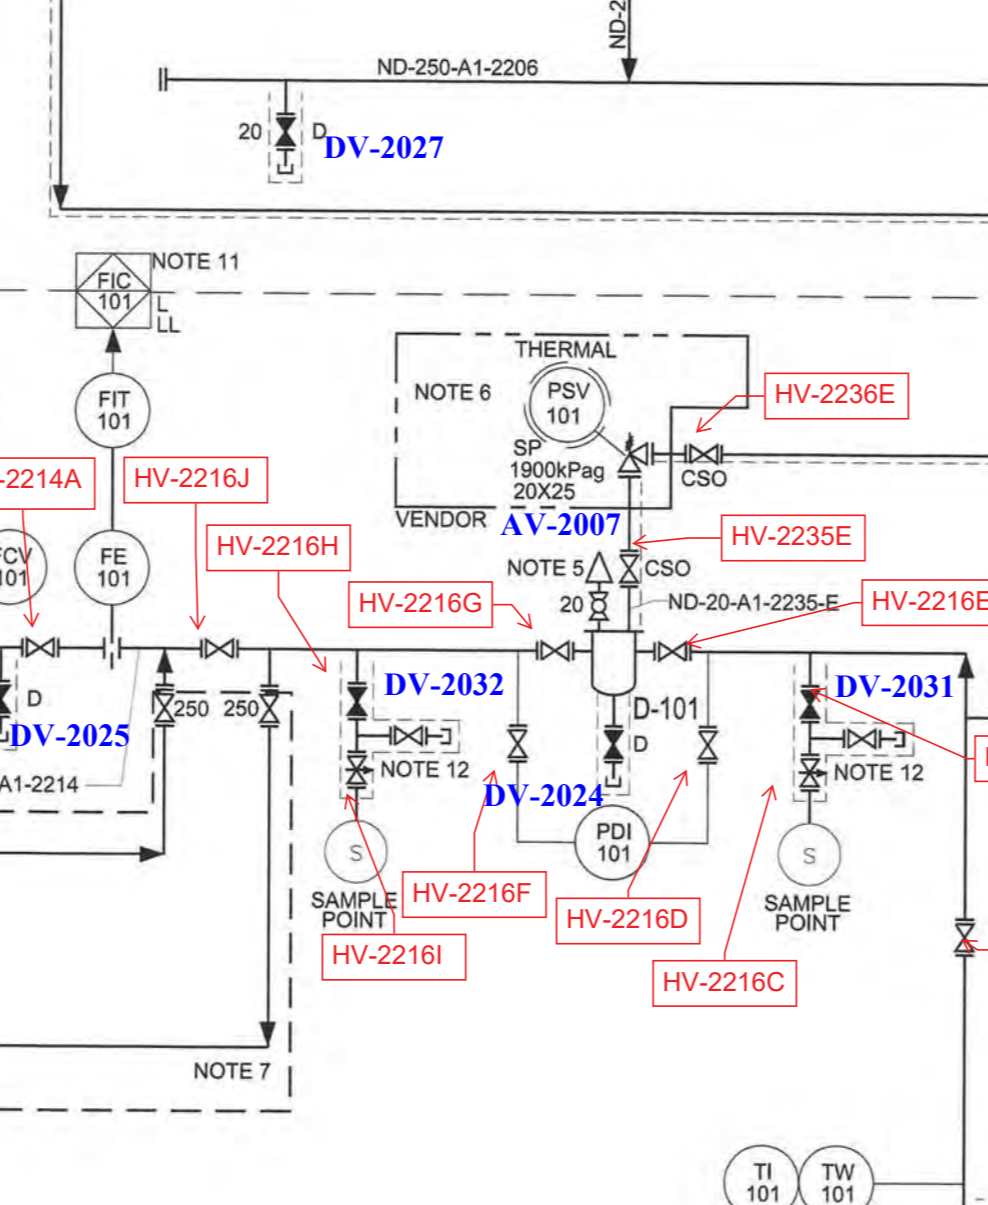 ND-2
ND-250-A1-2206
20
D
DV-2027
NOTE 11
FIC
101
L
LL
THERMAL
NOTE 6
PSV
101
HV-2236E
FIT
101
SP
1900kPag
20X25
CSO
-2214A
HV-2216J
VENDOR
AV-2007
HV-2235E
HV-2216H
FCV
101
FE
101
NOTE 5
CSO
HV-2216G
20
ND-20-A1-2235-E
HV-2216E
D
DV-2032
DV-2031
250
250
D-101
DV-2025
D
NOTE 12
NOTE 12
A1-2214
DV-2024
PDI
101
S
S
HV-2216F
SAMPLE
POINT
HV-2216D
SAMPLE
POINT
HV-2216I
HV-2216C
NOTE 7
TI
101
TW
101